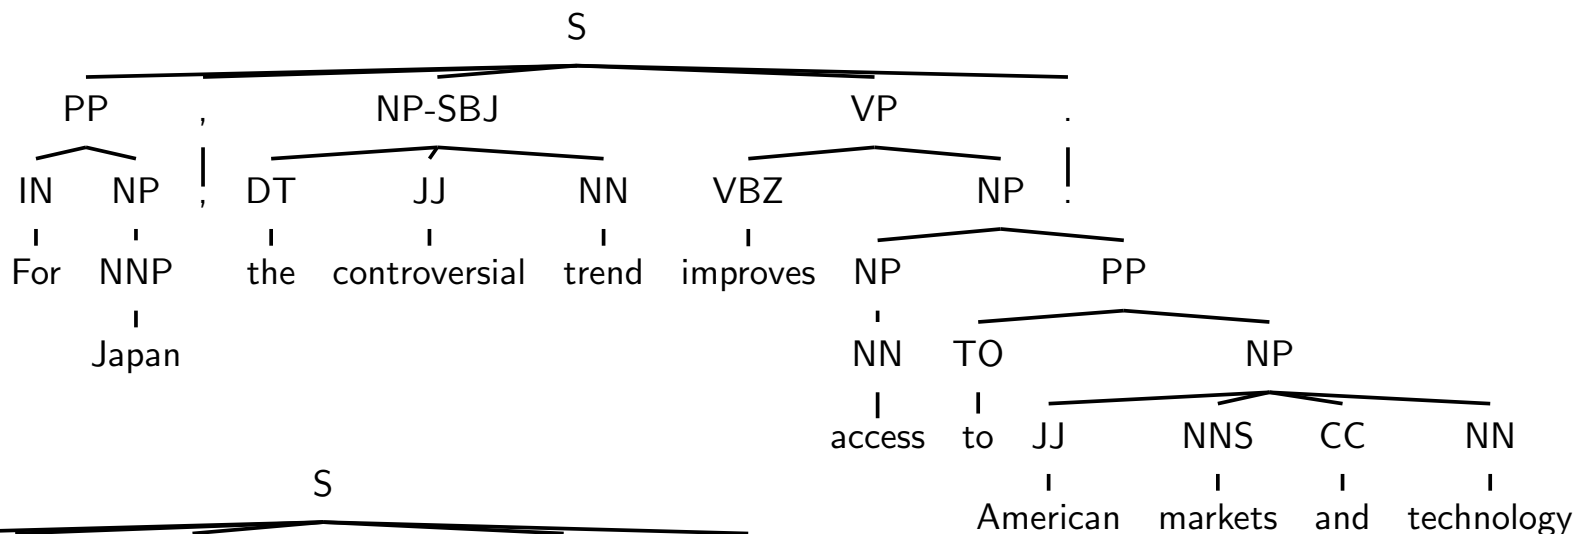 S
PP , NP-SBJ VP .
IN NP , DT JJ NN VBZ NP .
For NNP the controversial trend improves NP PP
Japan NN TO NP
access to JJ NNS CC NN
S
American markets and technology